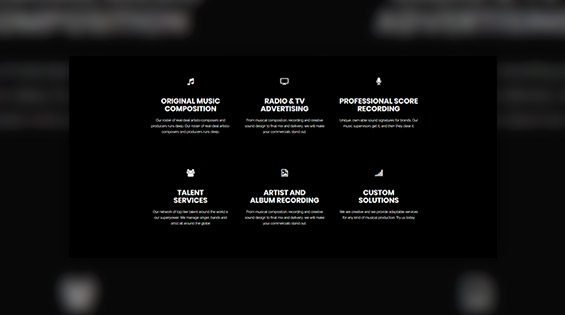 OMPOSITION
ADVERTISING
ORIGINAL MUSIC
COMPOSITION
Our roster of real-deal artists-composers and
producers runs deep. Our roster of real deal artists-
composers and producers runs deep.
RADIO & TV
ADVERTISING
From musical composition, recording and creative
sound design to final mix and delivery, we will make
your commercials stand out.
PROFESSIONAL SCORE
RECORDING
Unique, own-able sound signatures for brands. Our
music supervisors get it, and then they clear it.
TALENT
SERVICES
Our network of top tier talent around the world is
our superpower. We manage singer, bands and
artist all around the globe
ARTIST AND
ALBUM RECORDING
From musical composition, recording and creative
sound design to final mix and delivery, we will make
your commercials stand out.
CUSTOM
SOLUTIONS
We are creative and we provide adaptable services
for any kind of musical production. Try us today.